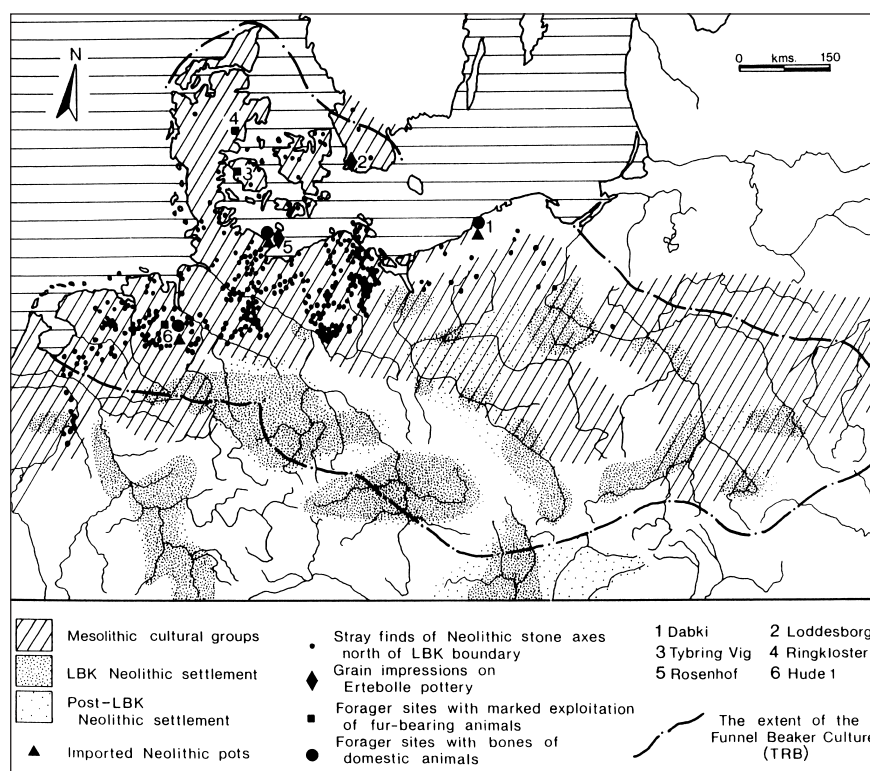 N
0 kms. 150
4
2
3
1
5
6
Mesolithic cultural groups
LBK Neolithic settlement
Post-LBK
Neolithic settlement
Imported Neolithic pots
Stray finds of Neolithic stone axes
north of LBK boundary
Grain impressions on
Ertebolle pottery
Forager sites with marked exploitation
of fur-bearing animals
Forager sites with bones of
domestic animals
1 Dabki 2 Loddesborg
3 Tybring Vig 4 Ringkloster
5 Rosenhof 6 Hude 1
The extent of the
Funnel Beaker Culture
(TRB)